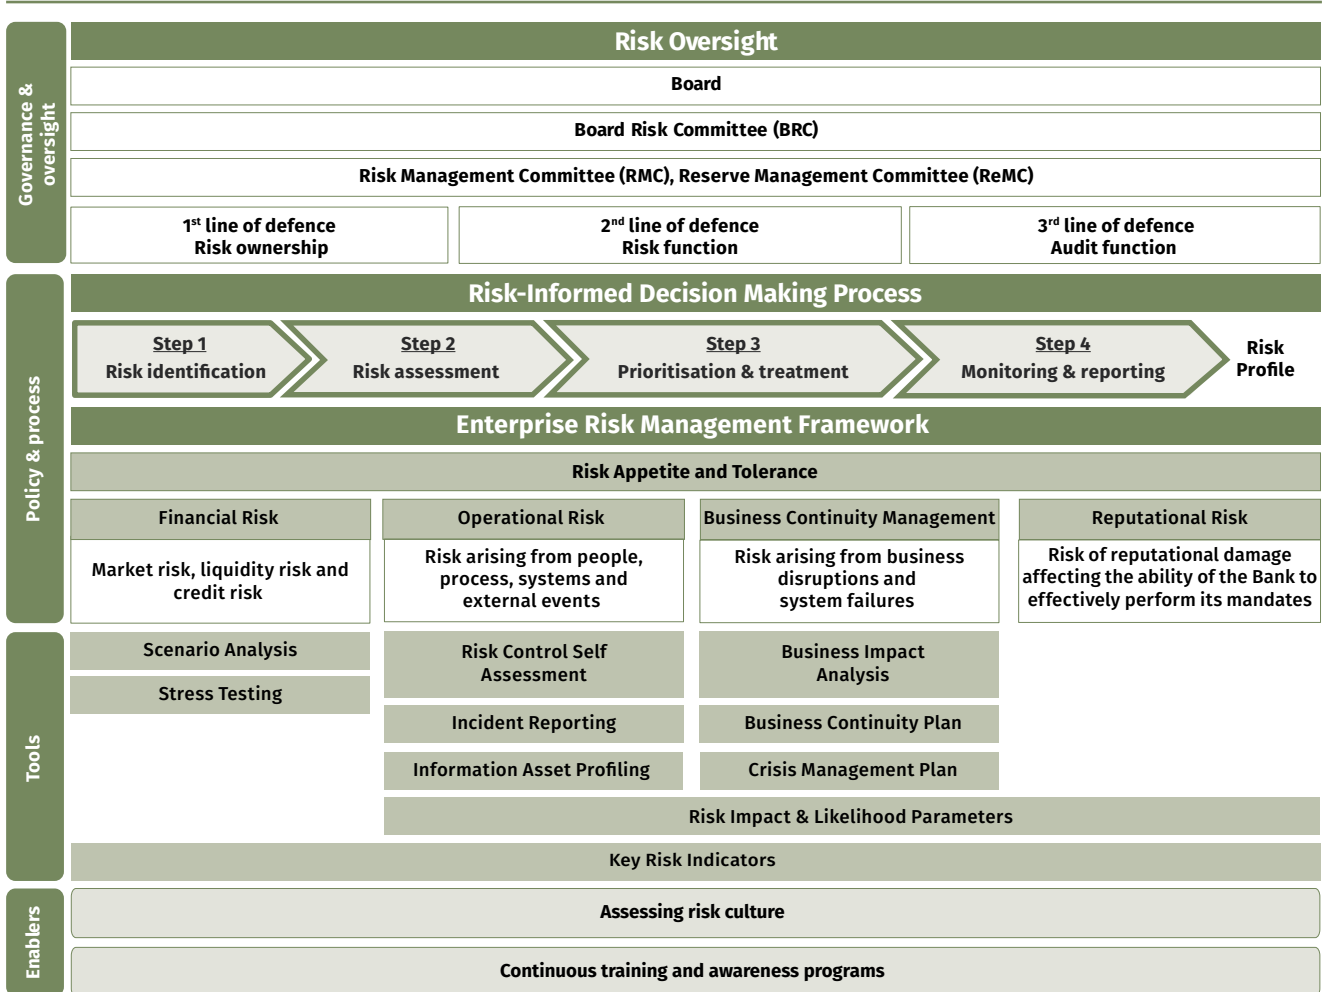 Governance &
oversight
Risk Oversight
Board
Board Risk Committee (BRC)
Risk Management Committee (RMC), Reserve Management Committee (ReMC)
1st line of defence
Risk ownership
2nd line of defence
Risk function
3rd line of defence
Audit function
Policy & process
Risk-Informed Decision Making Process
Step 1
Risk identification
Step 2
Risk assessment
Step 3
Prioritisation & treatment
Step 4
Monitoring & reporting
Risk
Profile
Enterprise Risk Management Framework
Risk Appetite and Tolerance
Financial Risk
Market risk, liquidity risk and
credit risk
Operational Risk
Risk arising from people,
process, systems and
external events
Business Continuity Management
Risk arising from business
disruptions and
system failures
Reputational Risk
Risk of reputational damage
affecting the ability of the Bank to
effectively perform its mandates
Tools
Scenario Analysis
Stress Testing
Risk Control Self
Assessment
Incident Reporting
Information Asset Profiling
Business Impact
Analysis
Business Continuity Plan
Crisis Management Plan
Risk Impact & Likelihood Parameters
Key Risk Indicators
Enablers
Assessing risk culture
Continuous training and awareness programs